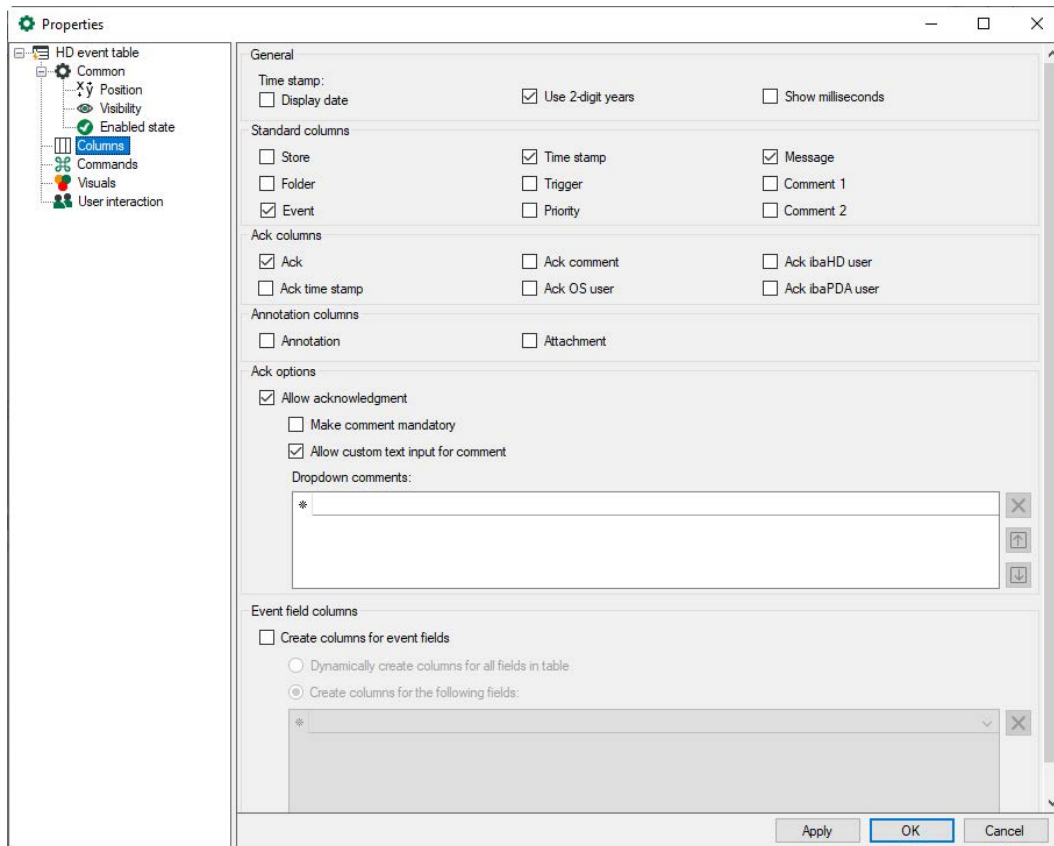 Properties
HD event table
Common
Position
Visibility
Enabled state
Columns
Commands
Visuals
User interaction
General
Time stamp:
Display date
Use 2-digit years
Show milliseconds
Standard columns
Store
Time stamp
Message
Folder
Trigger
Comment 1
Event
Priority
Comment 2
Ack columns
Ack
Ack comment
Ack ibaHD user
Ack time stamp
Ack OS user
Ack ibaPDA user
Annotation columns
Annotation
Attachment
Ack options
Allow acknowledgment
Make comment mandatory
Allow custom text input for comment
Dropdown comments:
Event field columns
Create columns for event fields
Dynamically create columns for all fields in table
Create columns for the following fields:
Apply
OK
Cancel